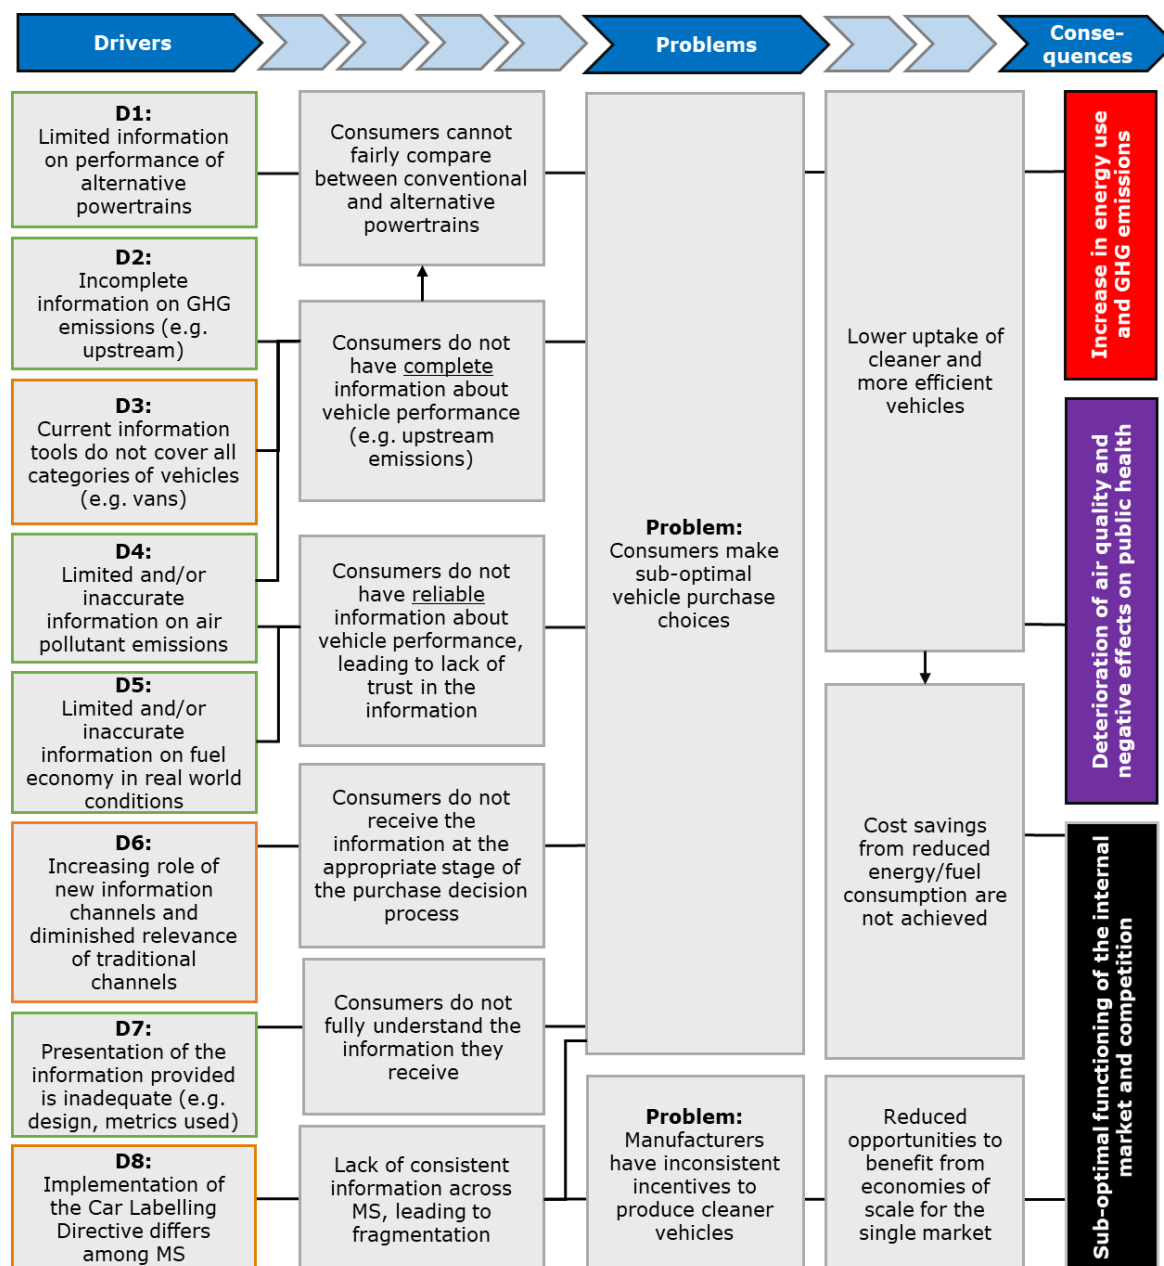 Drivers
Problems
Conse-
quences
D1:
Limited information
on performance of
alternative
powertrains
D2:
Incomplete
information on GHG
emissions (e.g.
upstream)
D3:
Current information
tools do not cover all
categories of vehicles
(e.g. vans)
D4:
Limited and/or
inaccurate
information on air
pollutant emissions
D5:
Limited and/or
inaccurate
information on fuel
economy in real world
conditions
D6:
Increasing role of
new information
channels and
diminished relevance
of traditional
channels
D7:
Presentation of the
information provided
is inadequate (e.g.
design, metrics used)
D8:
Implementation of
the Car Labelling
Directive differs
among MS
Consumers cannot
fairly compare
between conventional
and alternative
powertrains
Consumers do not
have complete
information about
vehicle performance
(e.g. upstream
emissions)
Consumers do not
have reliable
information about
vehicle performance,
leading to lack of
trust in the
information
Consumers do not
receive the
information at the
appropriate stage of
the purchase decision
process
Consumers do not
fully understand the
information they
receive
Lack of consistent
information across
MS, leading to
fragmentation
Problem:
Consumers make
sub-optimal
vehicle purchase
choices
Problem:
Manufacturers
have inconsistent
incentives to
produce cleaner
vehicles
Lower uptake of
cleaner and
more efficient
vehicles
Cost savings
from reduced
energy/fuel
consumption are
not achieved
Reduced
opportunities to
benefit from
economies of
scale for the
single market
Increase in energy use
and GHG emissions
Deterioration of air quality and
negative effects on public health
Sub-optimal functioning of the internal
market and competition